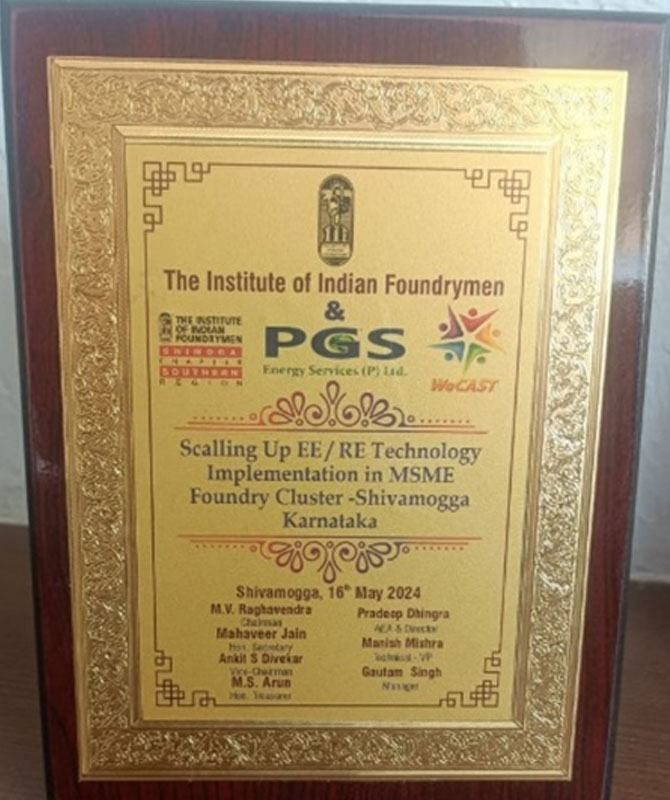 The Institute of Indian Foundrymen
&
THE INSTITUTE
OF INDIAN
FOUNDRYMEN
SHIMOGA
CHAPTER
SOUTHERN
REGION
PGS
Energy Services (P) Ltd.
WeCAST
Scalling Up EE / RE Technology
Implementation in MSME
Foundry Cluster -Shivamogga
Karnataka
Shivamogga, 16th May 2024
M.V. Raghavendra
Chairman
Mahaveer Jain
Hon. Secretary
Ankit S Divekar
Vice-Chairman
M.S. Arun
Hon. Treasurer
Pradeep Dhingra
AEA & Director
Manish Mishra
Technical - VP
Gautam Singh
Manager